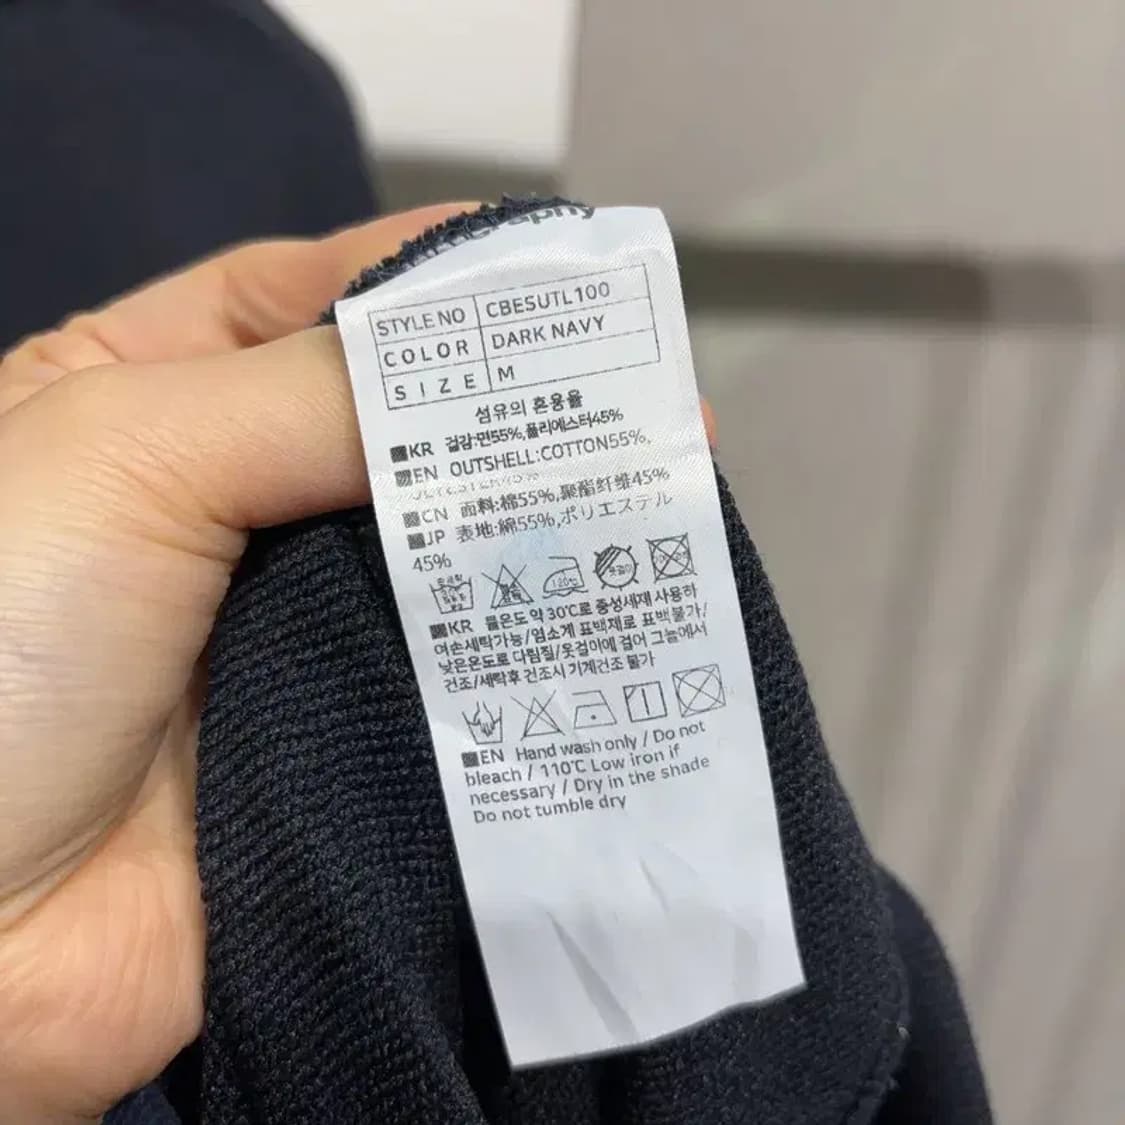 STYLE NO CBESUTL100
COLOR DARK NAVY
SIZE M
섬유의 혼용율
KR 겉감:면55%,폴리에스터45%
EN OUTSHELL:COTTON55%,
CN 面料:棉55%,聚酯纤维45%
JP 表地:綿55%,ポリエステル
45%
120℃ 옷걸이
KR 물온도 약 30℃로 중성세제 사용하
여손세탁가능/염소계 표백제로 표백불가/
낮은온도로 다림질/옷걸이에 걸어 그늘에서
건조/세탁후 건조시 기계건조 불가
EN Hand wash only / Do not
bleach / 110℃ Low iron if
necessary / Dry in the shade
Do not tumble dry